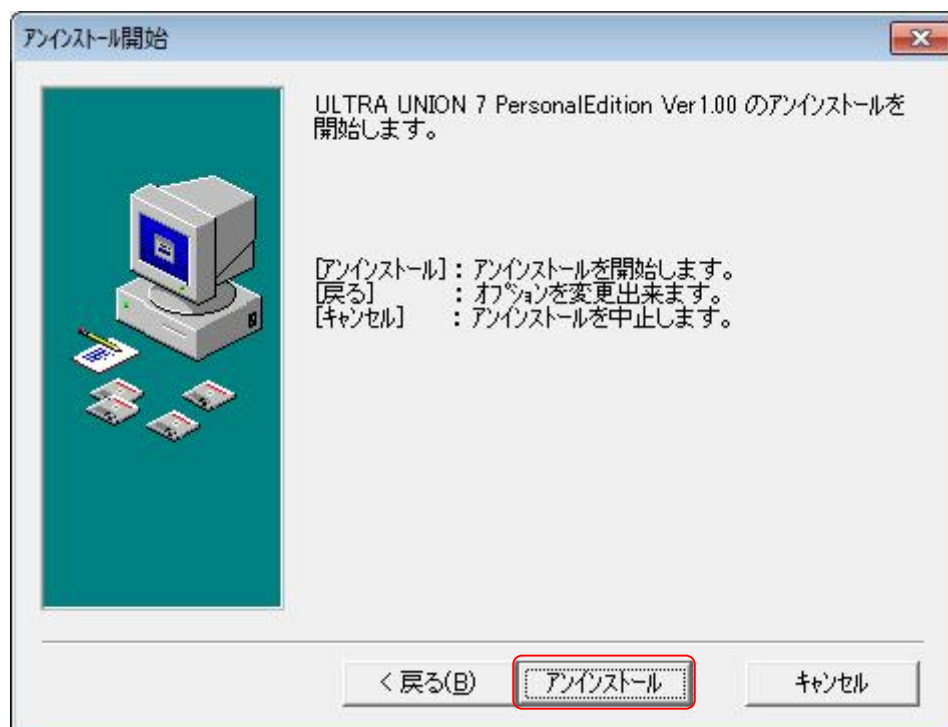 アンインストール開始
ULTRA UNION 7 PersonalEdition Ver1.00 のアンインストールを
開始します。
[アンインストール]：アンインストールを開始します。
[戻る]　　　　：オプションを変更出来ます。
[キャンセル]　　：アンインストールを中止します。
< 戻る(B)
アンインストール
キャンセル